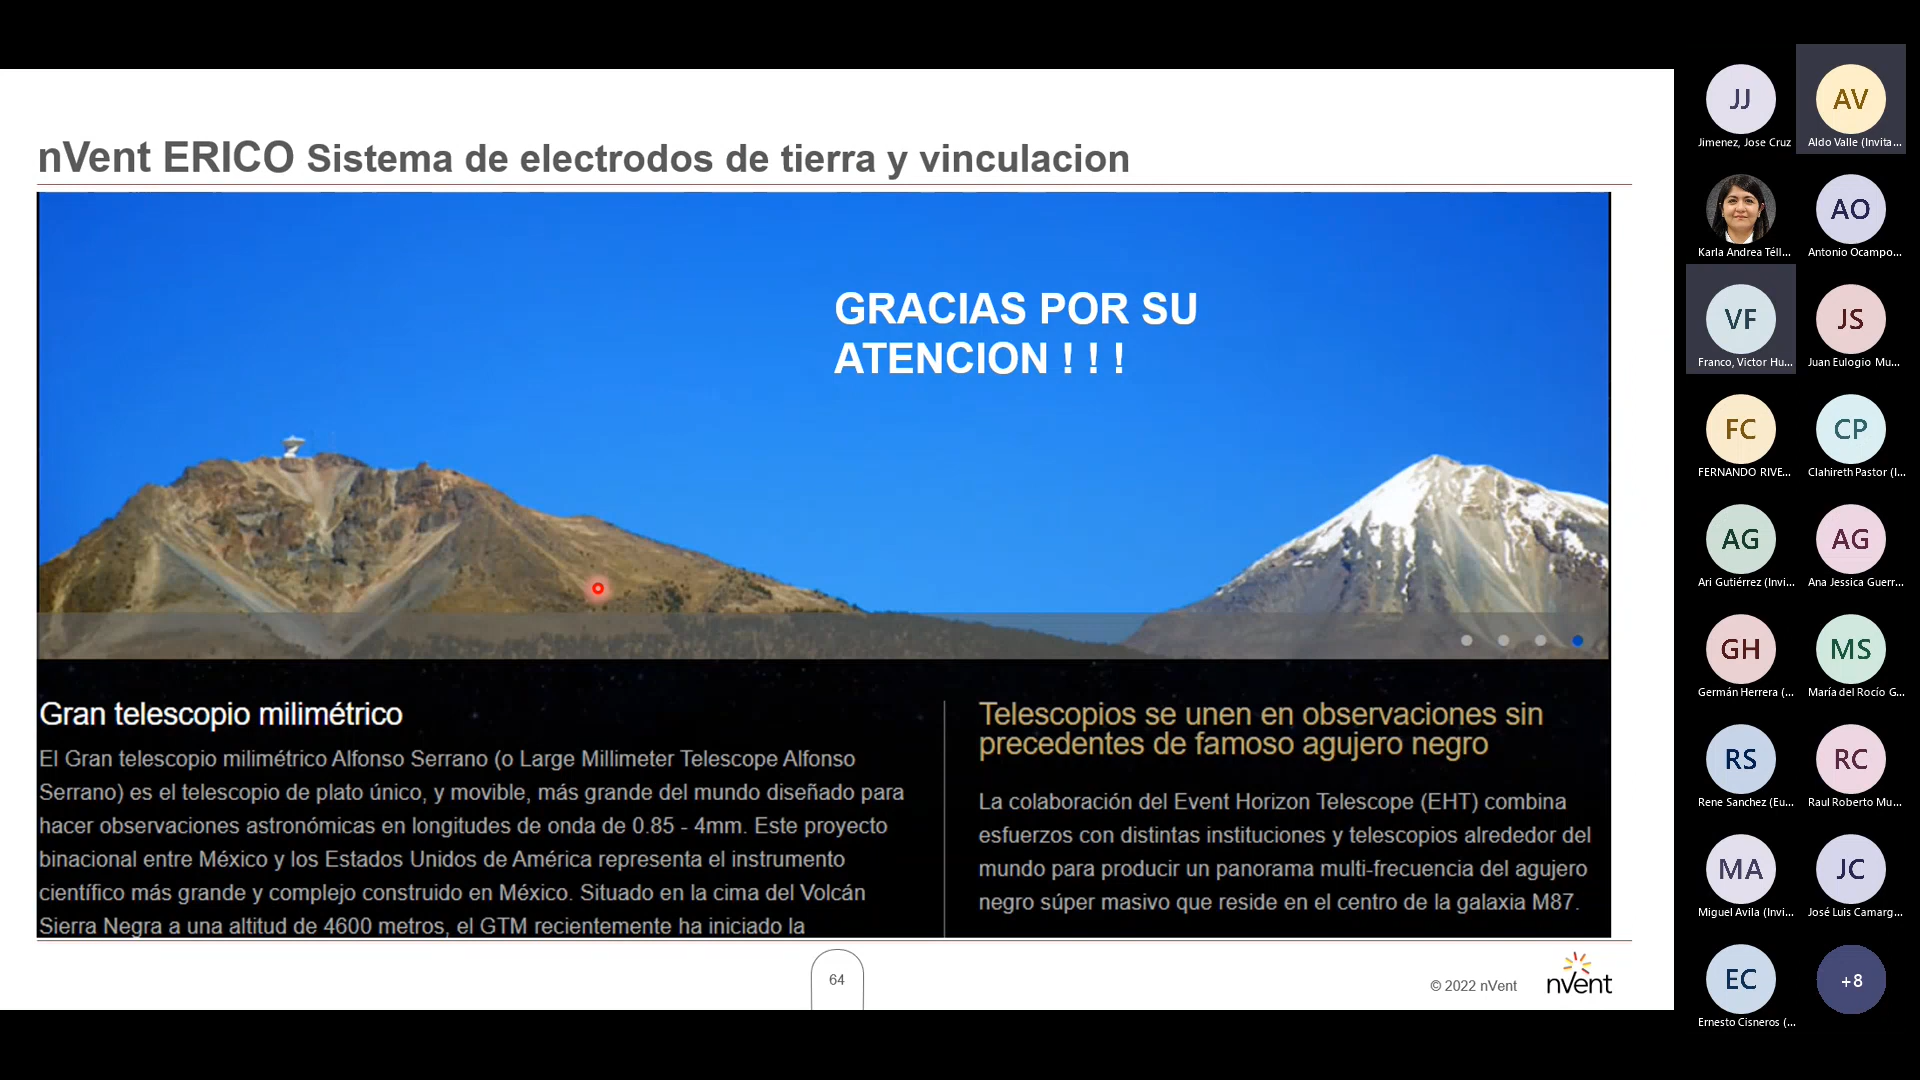 nVent ERICO Sistema de electrodos de tierra y vinculacion
GRACIAS POR SU
ATENCION ! ! !
Gran telescopio milimétrico
El Gran telescopio milimétrico Alfonso Serrano (o Large Millimeter Telescope Alfonso
Serrano) es el telescopio de plato único, y movible, más grande del mundo diseñado para
hacer observaciones astronómicas en longitudes de onda de 0.85 - 4mm. Este proyecto
binacional entre México y los Estados Unidos de América representa el instrumento
científico más grande y complejo construido en México. Situado en la cima del Volcán
Sierra Negra a una altitud de 4600 metros, el GTM recientemente ha iniciado la
Telescopios se unen en observaciones sin
precedentes de famoso agujero negro
La colaboración del Event Horizon Telescope (EHT) combina
esfuerzos con distintas instituciones y telescopios alrededor del
mundo para producir un panorama multi-frecuencia del agujero
negro súper masivo que reside en el centro de la galaxia M87.
64
© 2022 nVent
nVent
JJ
Jimenez, Jose Cruz
AV
Aldo Valle (Invita...
Karla Andrea Téll...
AO
Antonio Ocampo...
VF
Franco, Victor Hu...
JS
Juan Eulogio Mu...
FC
FERNANDO RIVE...
CP
Clahireth Pastor (I...
AG
Ari Gutiérrez (Invi...
AG
Ana Jessica Guerr...
GH
Germán Herrera (...
MS
María del Rocío G...
RS
Rene Sanchez (Eu...
RC
Raul Roberto Mu...
MA
Miguel Avila (Invi...
JC
José Luis Camarg...
EC
Ernesto Cisneros (...
+8